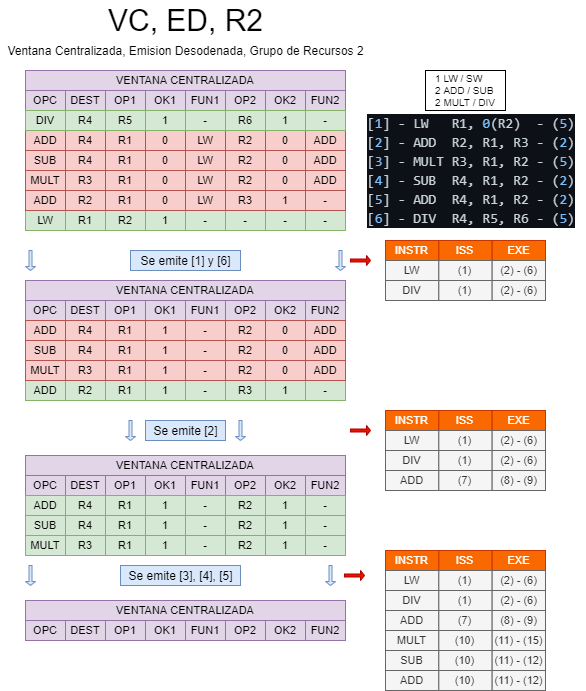 VC, ED, R2
Ventana Centralizada, Emision Desodenada, Grupo de Recursos 2
VENTANA CENTRALIZADA
OPC DEST OP1 OK1 FUN1 OP2 OK2 FUN2
DIV R4 R5 1 - R6 1 -
ADD R4 R1 0 LW R2 0 ADD
SUB R4 R1 0 LW R2 0 ADD
MULT R3 R1 0 LW R2 0 ADD
ADD R2 R1 0 LW R3 1 -
LW R1 R2 1 - - - -
1 LW / SW
2 ADD / SUB
2 MULT / DIV
[1] - LW R1, 0(R2) - (5)
[2] - ADD R2, R1, R3 - (2)
[3] - MULT R3, R1, R2 - (5)
[4] - SUB R4, R1, R2 - (2)
[5] - ADD R4, R1, R2 - (2)
[6] - DIV R4, R5, R6 - (5)
Se emite [1] y [6]
INSTR ISS EXE
LW (1) (2) - (6)
DIV (1) (2) - (6)
VENTANA CENTRALIZADA
OPC DEST OP1 OK1 FUN1 OP2 OK2 FUN2
ADD R4 R1 1 - R2 0 ADD
SUB R4 R1 1 - R2 0 ADD
MULT R3 R1 1 - R2 0 ADD
ADD R2 R1 1 - R3 1 -
Se emite [2]
INSTR ISS EXE
LW (1) (2) - (6)
DIV (1) (2) - (6)
ADD (7) (8) - (9)
VENTANA CENTRALIZADA
OPC DEST OP1 OK1 FUN1 OP2 OK2 FUN2
ADD R4 R1 1 - R2 1 -
SUB R4 R1 1 - R2 1 -
MULT R3 R1 1 - R2 1 -
Se emite [3], [4], [5]
INSTR ISS EXE
LW (1) (2) - (6)
DIV (1) (2) - (6)
ADD (7) (8) - (9)
MULT (10) (11) - (15)
SUB (10) (11) - (12)
ADD (10) (11) - (12)
VENTANA CENTRALIZADA
OPC DEST OP1 OK1 FUN1 OP2 OK2 FUN2